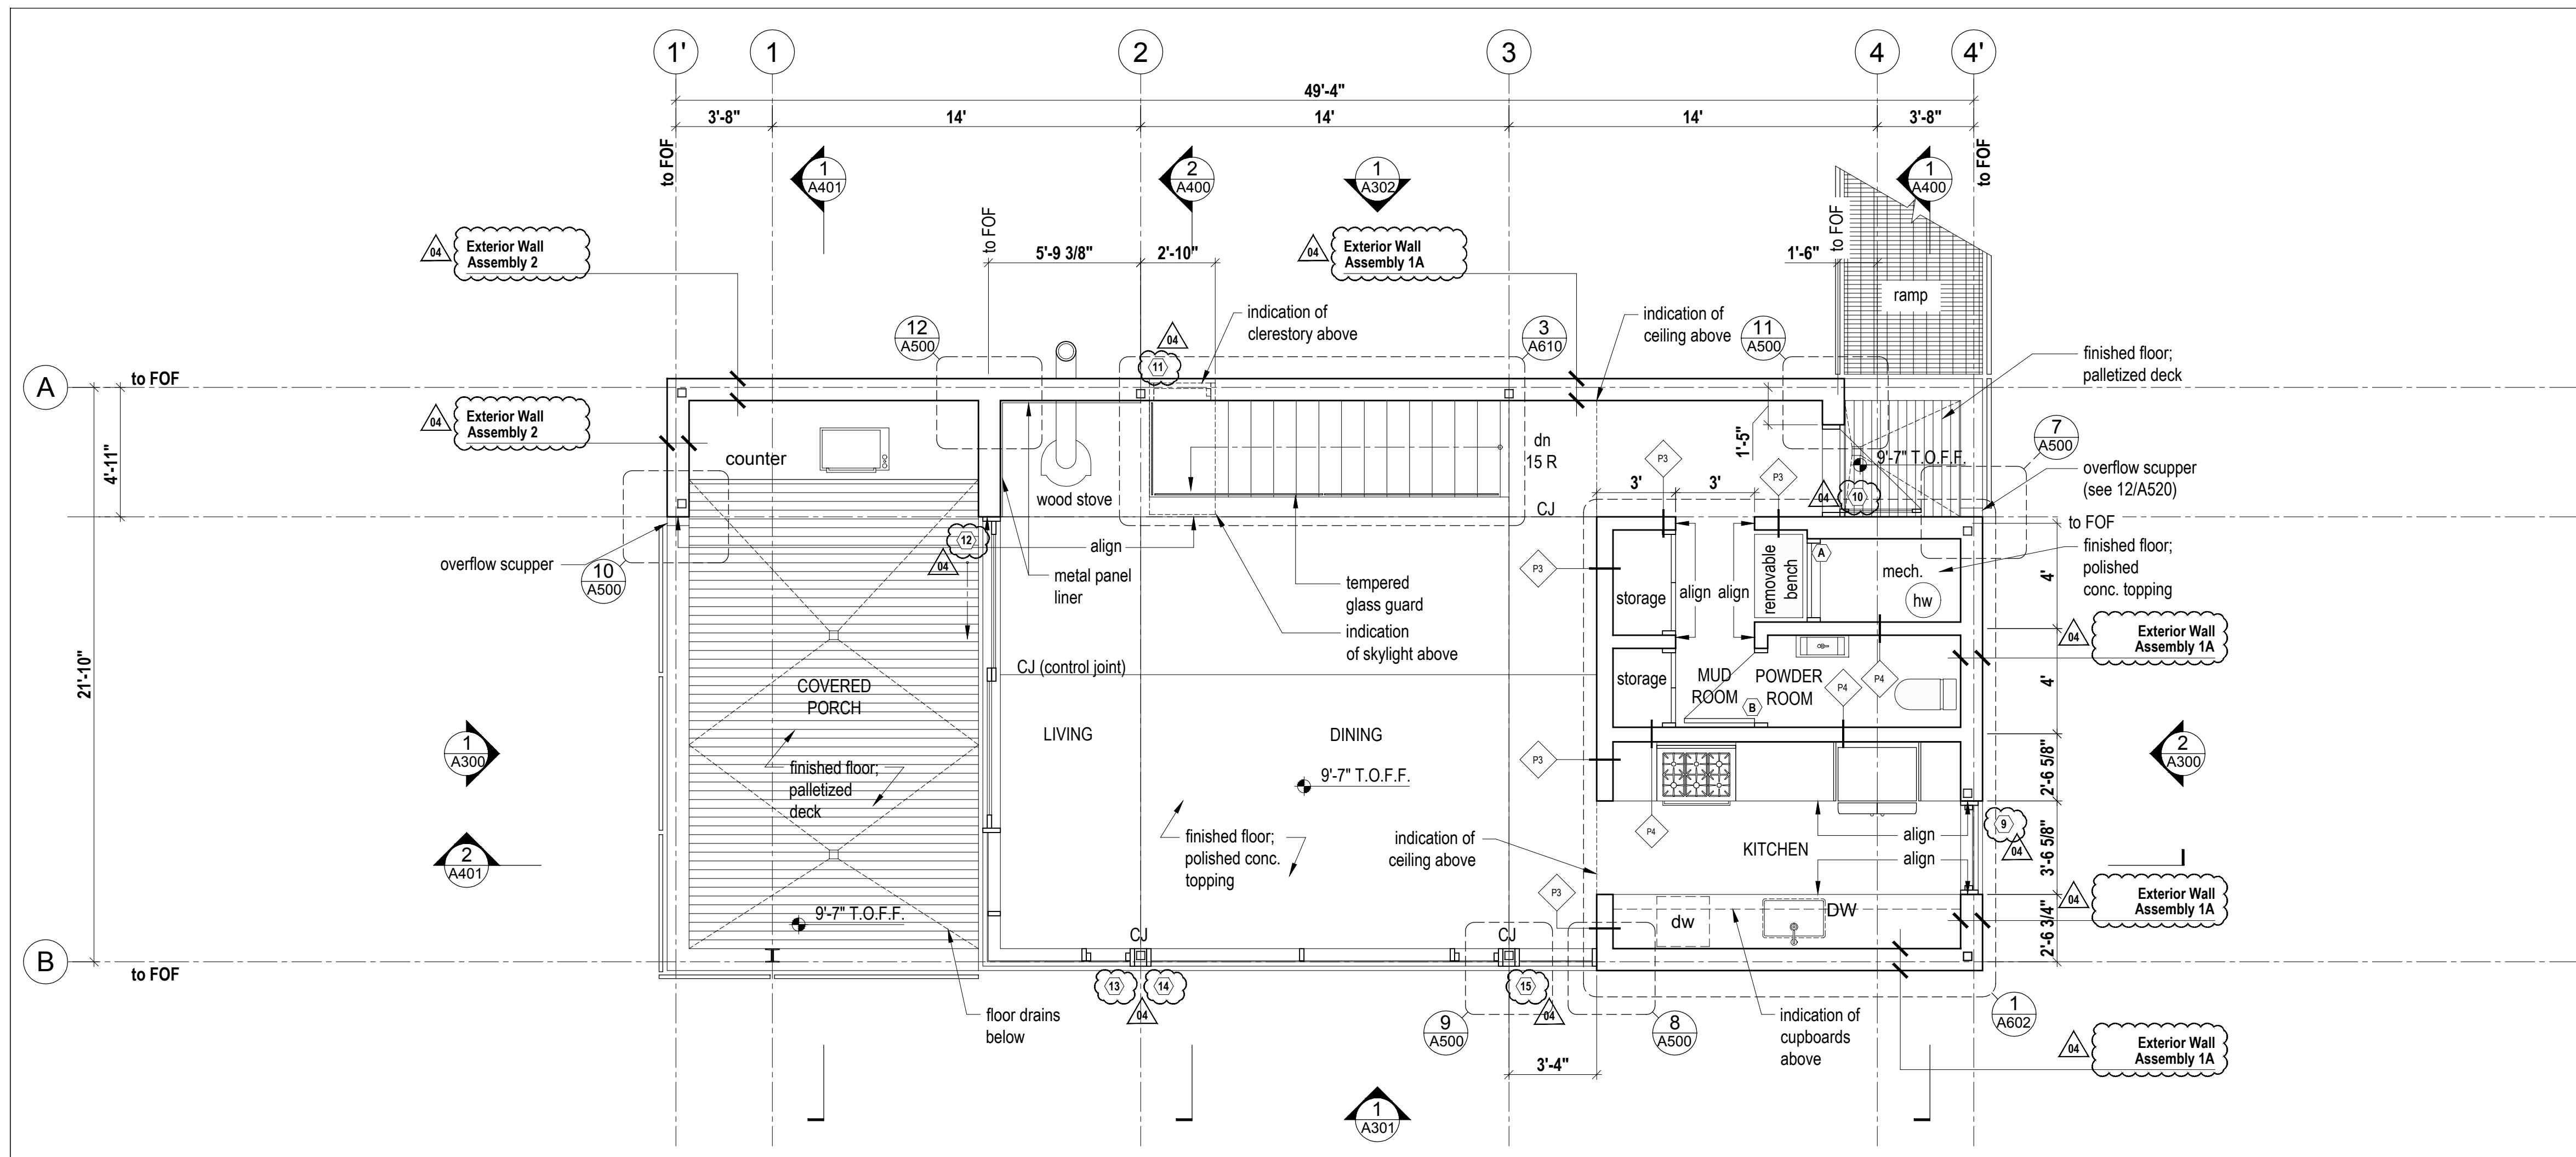 1'
1
2
3
4
4'
49'-4"
3'-8"
14'
14'
14'
3'-8"
to FOF
to FOF
1
A401
2
A400
1
A302
1
A400
04
Exterior Wall
Assembly 2
to FOF
5'-9 3/8"
2'-10"
04
Exterior Wall
Assembly 1A
1'-6"
to FOF
ramp
indication of
clerestory above
indication of
ceiling above
12
A500
04
11
3
A610
11
A500
finished floor;
palletized deck
A
to FOF
04
Exterior Wall
Assembly 2
4'-11"
counter
wood stove
dn
15 R
1'-5"
P3
P3
3'
3'
9'-7" T.O.F.F.
7
A500
overflow scupper
(see 12/A520)
04
10
CJ
to FOF
overflow scupper
10
A500
12
04
align
metal panel
liner
tempered
glass guard
indication
of skylight above
P3
storage
align
align
removable
bench
A
mech.
hw
finished floor;
polished
conc. topping
4'
04
Exterior Wall
Assembly 1A
21'-10"
CJ (control joint)
COVERED
PORCH
storage
MUD
ROOM
POWDER
ROOM
P4
P4
B
4'
LIVING
DINING
1
A300
2
A300
finished floor;
palletized
deck
9'-7" T.O.F.F.
P3
2'-6 5/8"
finished floor;
polished conc.
topping
indication of
ceiling above
P4
KITCHEN
align
align
9
04
3'-6 5/8"
2
A401
04
Exterior Wall
Assembly 1A
P3
9'-7" T.O.F.F.
dw
DW
2'-6 3/4"
CJ
CJ
B
to FOF
13
14
04
15
04
floor drains
below
9
A500
8
A500
indication of
cupboards
above
1
A602
04
Exterior Wall
Assembly 1A
3'-4"
1
A301